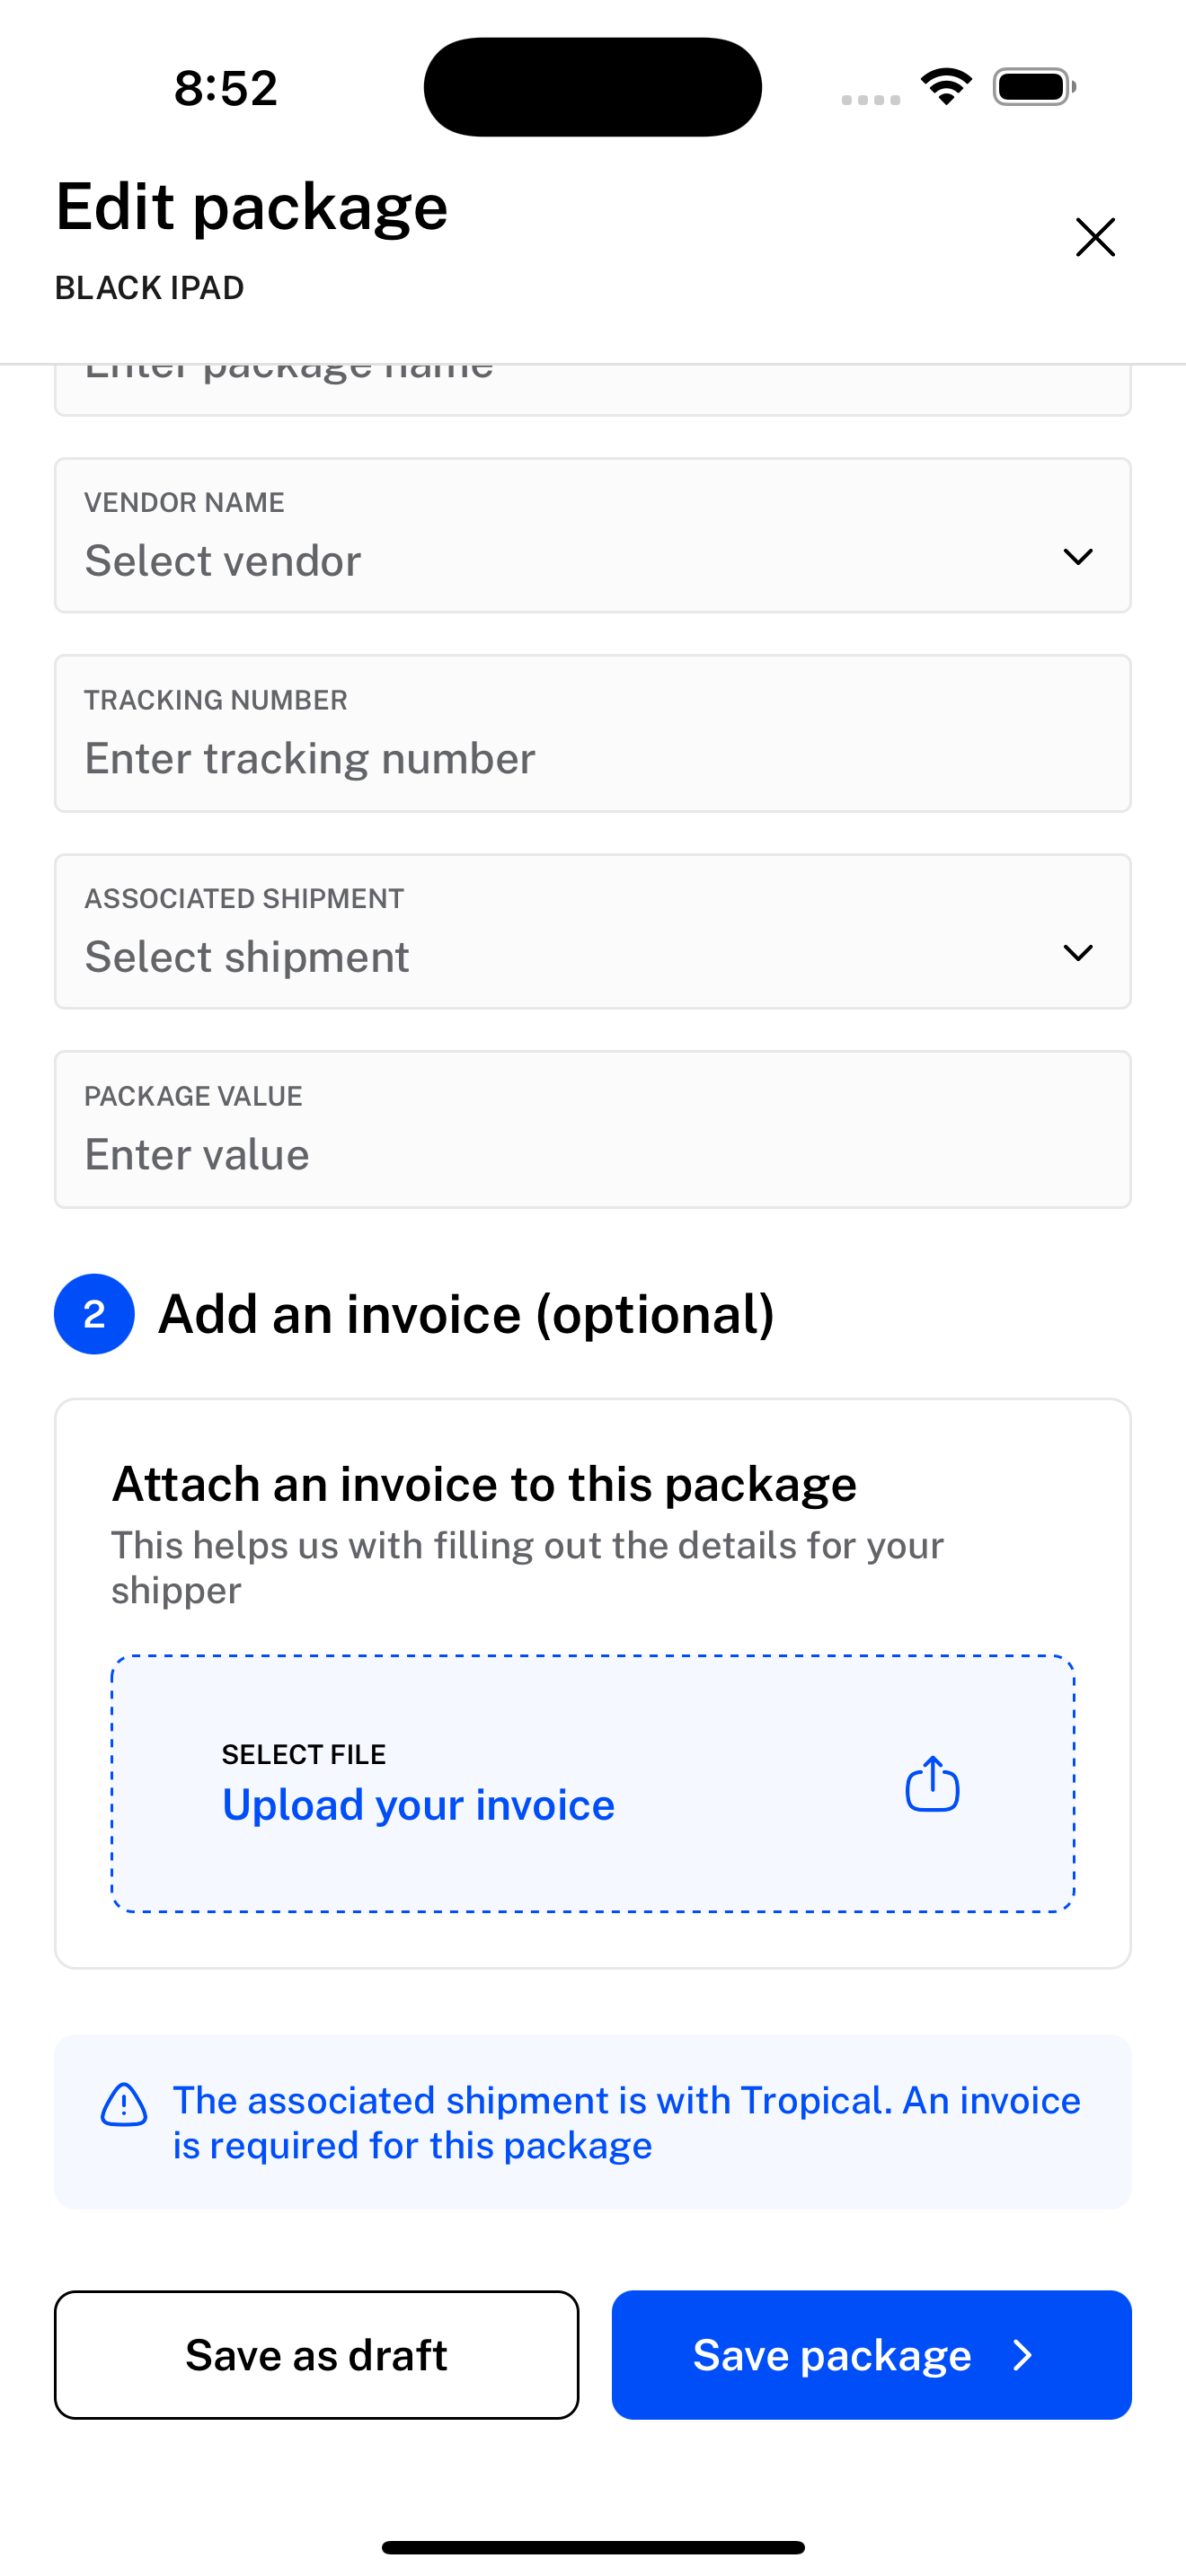 8:52
Edit package
BLACK IPAD
Enter package name
VENDOR NAME
Select vendor
TRACKING NUMBER
Enter tracking number
ASSOCIATED SHIPMENT
Select shipment
PACKAGE VALUE
Enter value
2 Add an invoice (optional)
Attach an invoice to this package
This helps us with filling out the details for your
shipper
SELECT FILE
Upload your invoice
The associated shipment is with Tropical. An invoice
is required for this package
Save as draft
Save package